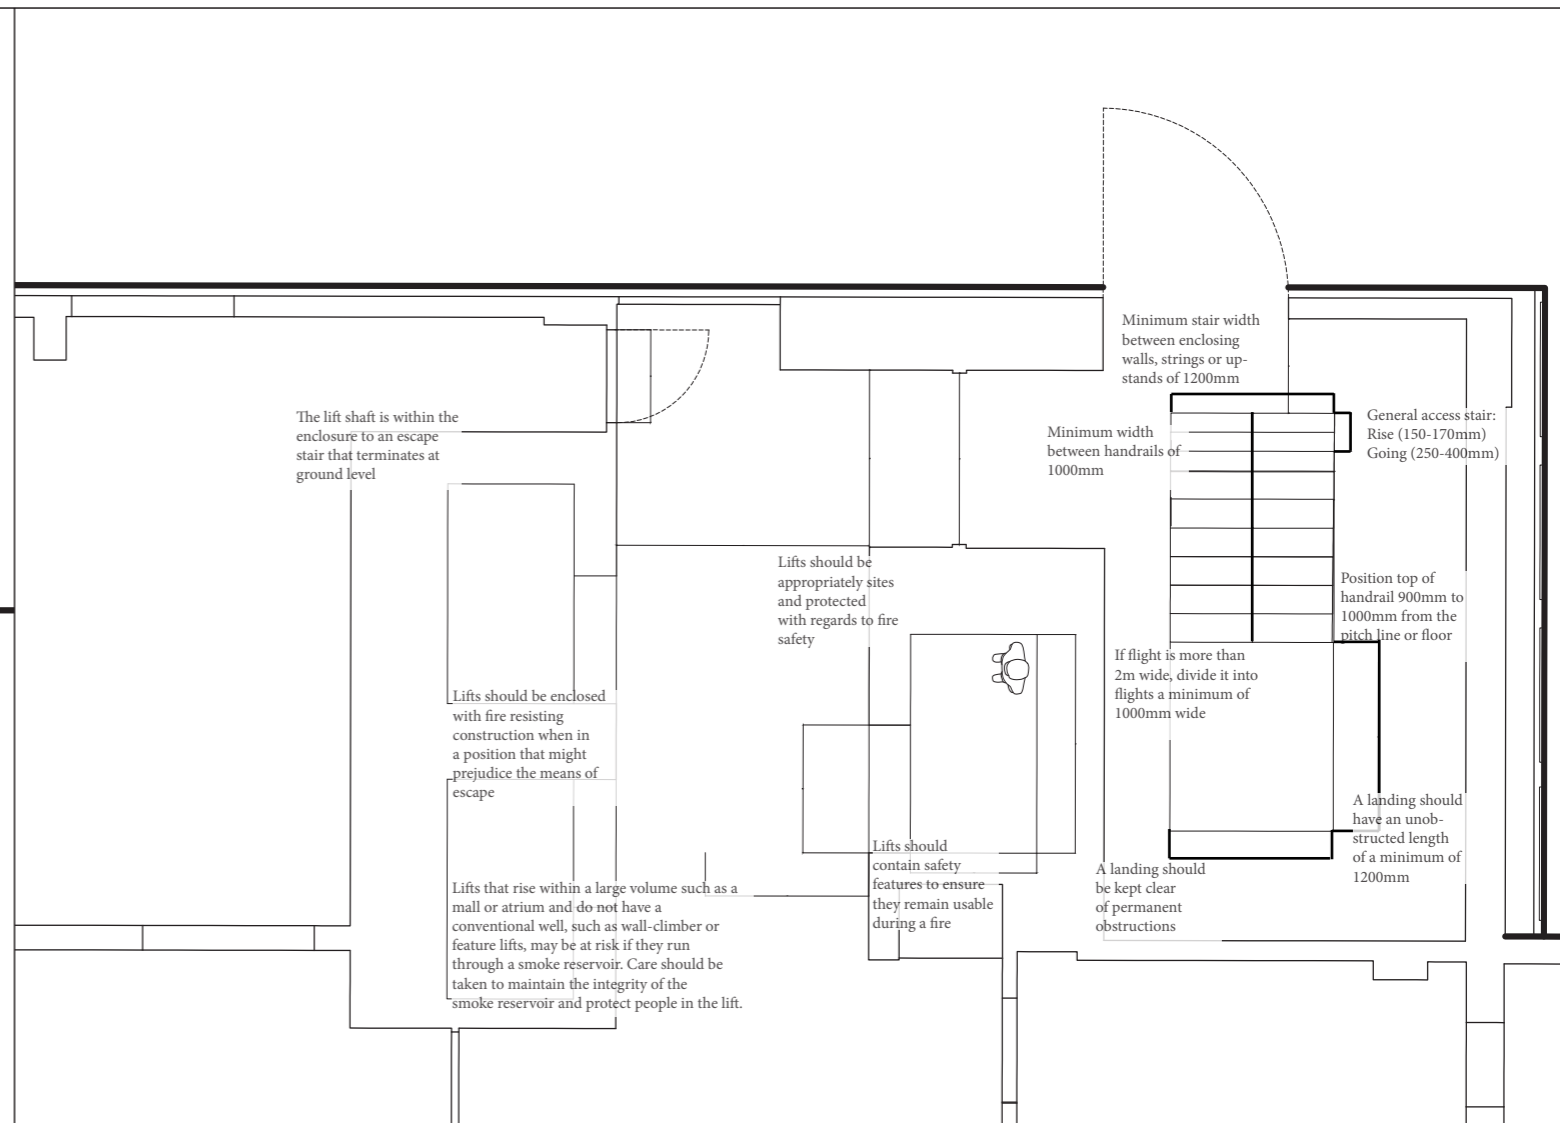 Minimum stair width
between enclosing
walls, strings or up-
stands of 1200mm
The lift shaft is within the
enclosure to an escape
stair that terminates at
ground level
Minimum width
between handrails of
1000mm
General access stair:
Rise (150-170mm)
Going (250-400mm)
Lifts should be
appropriately sites
and protected
with regards to fire
safety
Position top of
handrail 900mm to
1000mm from the
pitch line or floor
If flight is more than
2m wide, divide it into
flights a minimum of
1000mm wide
Lifts should be enclosed
with fire resisting
construction when in
a position that might
prejudice the means of
escape
A landing should
have an unob-
structed length
of a minimum of
1200mm
Lifts should
contain safety
features to ensure
they remain usable
during a fire
A landing should
be kept clear
of permanent
obstructions
Lifts that rise within a large volume such as a
mall or atrium and do not have a
conventional well, such as wall-climber or
feature lifts, may be at risk if they run
through a smoke reservoir. Care should be
taken to maintain the integrity of the
smoke reservoir and protect people in the lift.